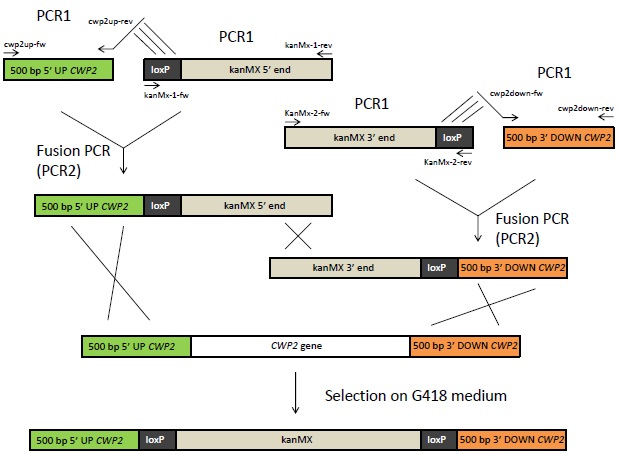 PCR1
cwp2up-rev
cwp2up-fw
PCR1
kanMx-1-rev
500 bp 5' UP CWP2
loxP
kanMX 5' end
kanMx-1-fw
PCR1
cwp2down-fw
PCR1
KanMx-2-fw
cwp2down-rev
kanMX 3' end
loxP
500 bp 3' DOWN CWP2
KanMx-2-rev
Fusion PCR
(PCR2)
500 bp 5' UP CWP2
loxP
kanMX 5' end
Fusion PCR
(PCR2)
kanMX 3' end
loxP
500 bp 3' DOWN CWP2
500 bp 5' UP CWP2
CWP2 gene
500 bp 3' DOWN CWP2
Selection on G418 medium
500 bp 5' UP CWP2
loxP
kanMX
loxP
500 bp 3' DOWN CWP2